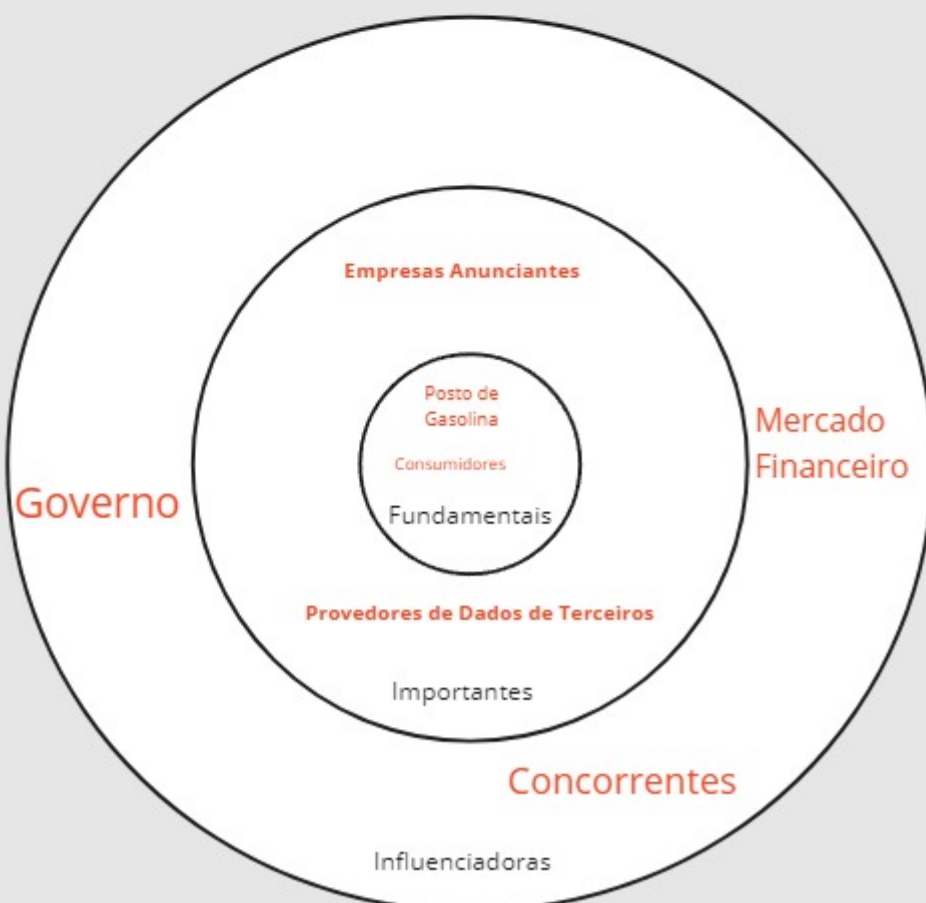 Empresas Anunciantes
Posto de
Gasolina
Consumidores
Fundamentais
Mercado
Financeiro
Governo
Provedores de Dados de Terceiros
Importantes
Concorrentes
Influenciadoras